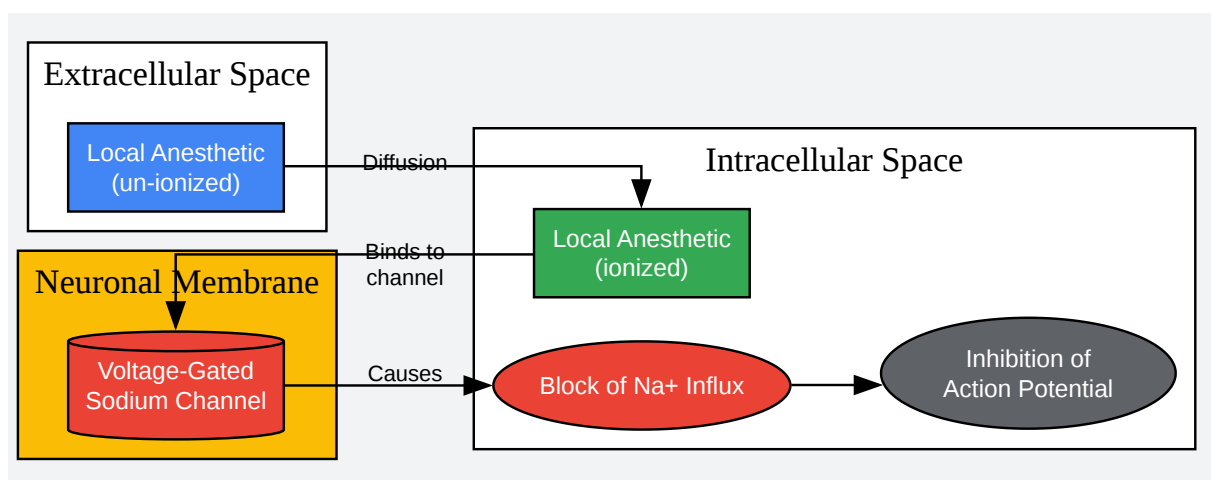 Extracellular Space
Local Anesthetic
(un-ionized)
Diffusion
Intracellular Space
Local Anesthetic
(ionized)
Binds to
channel
Neuronal Membrane
Voltage-Gated
Sodium Channel
Causes
Block of Na+ Influx
Inhibition of
Action Potential